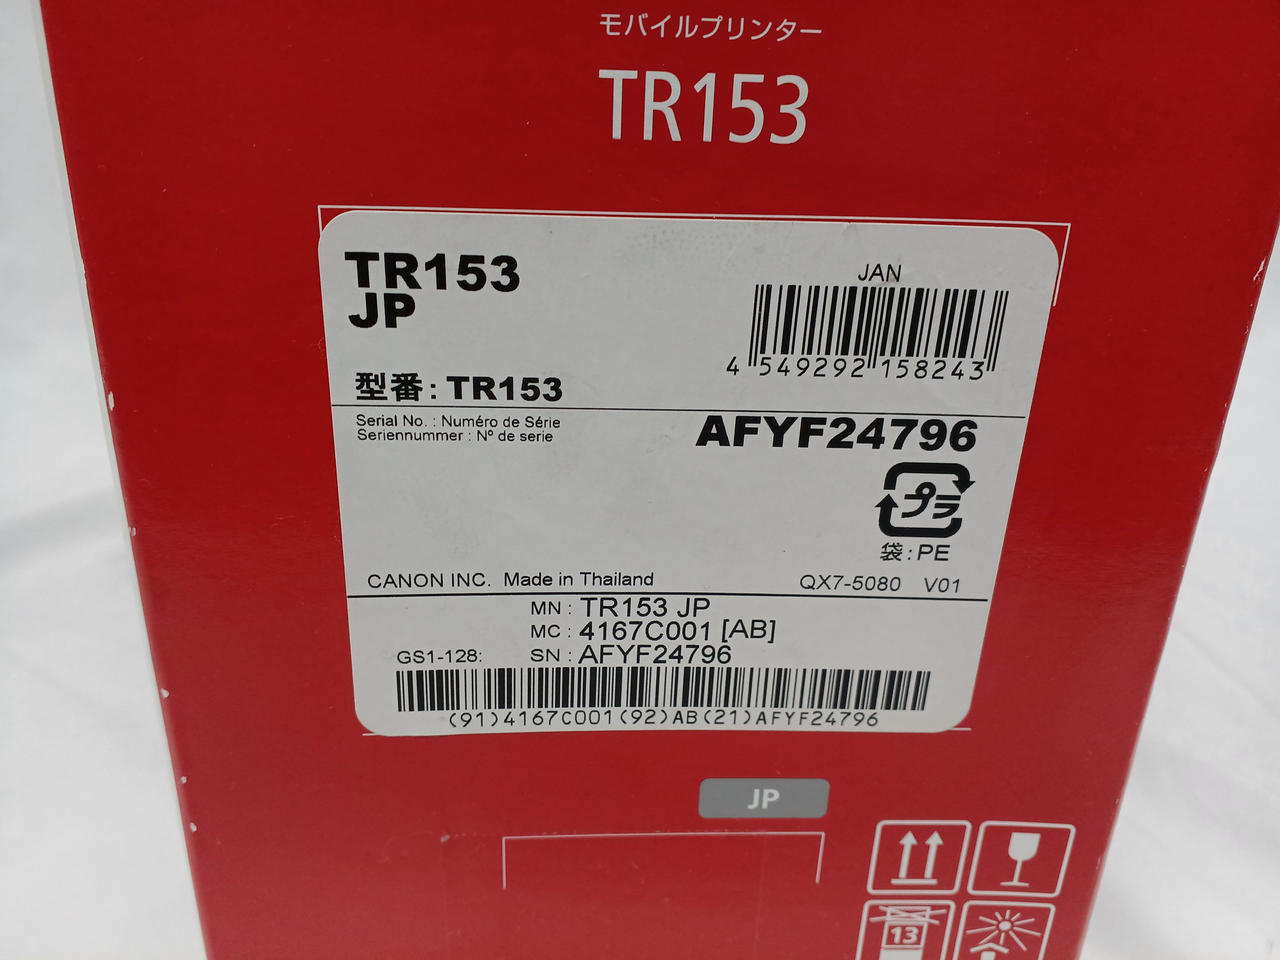 モバイルプリンター
TR153
TR153
JP
JAN
4 549292 158243
型番: TR153
Serial No. : Numéro de Série
Seriennummer : Nº de serie
AFYF24796
プラ
袋: PE
CANON INC. Made in Thailand
QX7-5080 V01
MN : TR153 JP
MC : 4167C001 [AB]
GS1-128: SN : AFYF24796
(91)4167C001(92)AB(21)AFYF24796
JP
13